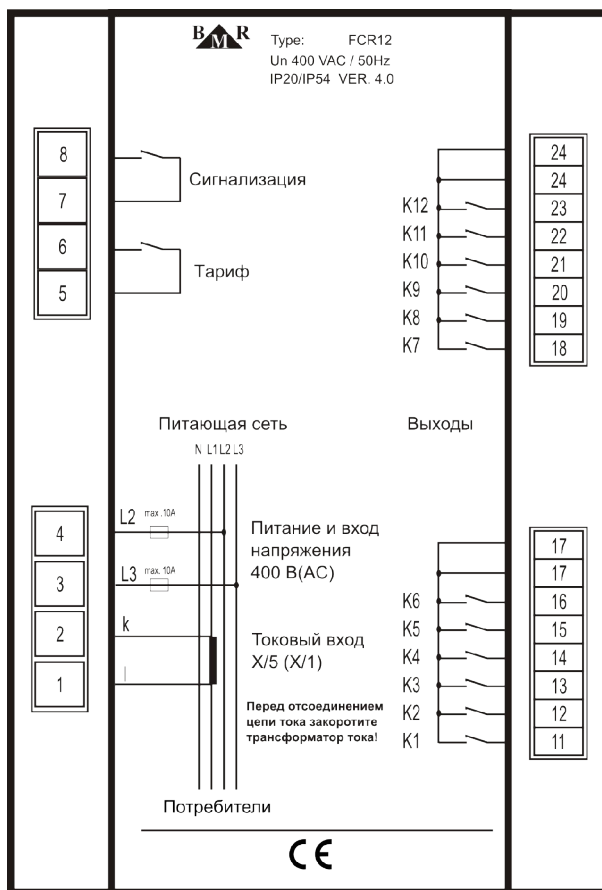 BMR
Type: FCR12
Un 400 VAC / 50Hz
IP20/IP54 VER. 4.0
8
7
6
5
Сигнализация
Тариф
24
24
K12 23
K11 22
K10 21
K9 20
K8 19
K7 18
Питающая сеть
N L1 L2 L3
Выходы
4
3
2
1
L2 max. 10A
L3 max. 10A
k
l
Питание и вход
напряжения
400 В(AC)
Токовый вход
X/5 (X/1)
Перед отсоединением
цепи тока закоротите
трансформатор тока!
17
17
K6 16
K5 15
K4 14
K3 13
K2 12
K1 11
Потребители
CE